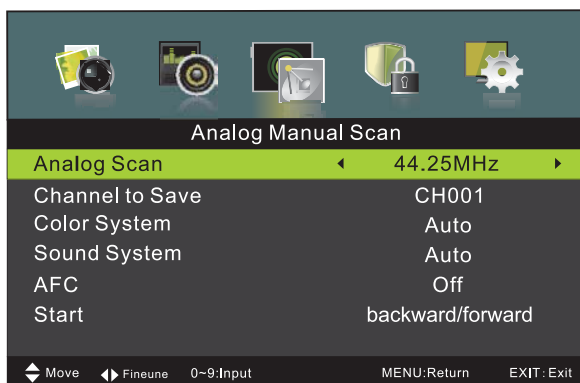 Analog Manual Scan
Analog Scan 44.25MHz
Channel to Save CH001
Color System Auto
Sound System Auto
AFC Off
Start backward/forward
Move Fineune 0~9:Input MENU:Return EXIT:Exit